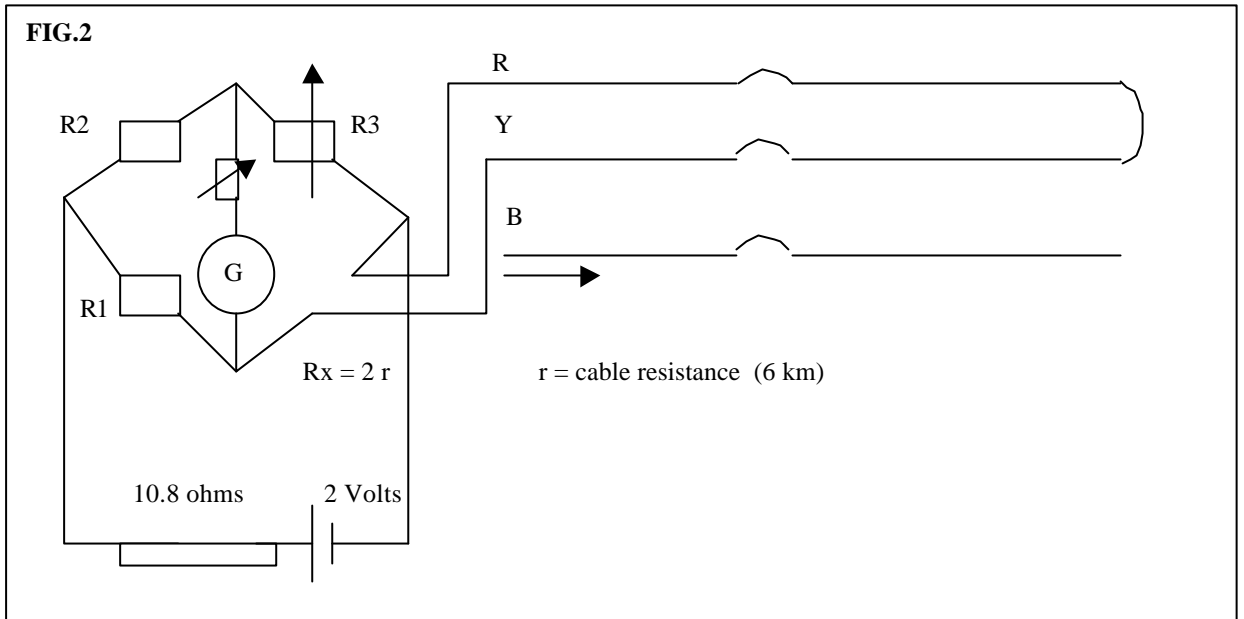 FIG.2
R
R2
R3
Y
B
G
R1
Rx = 2 r
r = cable resistance (6 km)
10.8 ohms
2 Volts